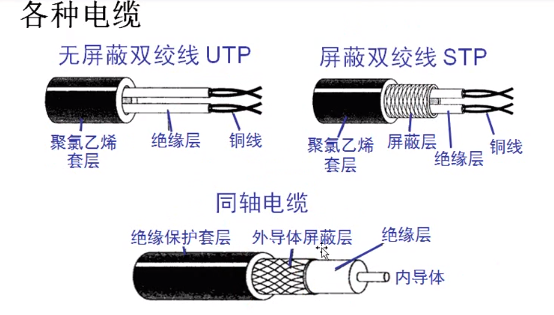 各种电缆
无屏蔽双绞线 UTP
屏蔽双绞线 STP
聚氯乙烯
套层
绝缘层
铜线
聚氯乙烯
套层
屏蔽层
绝缘层
铜线
同轴电缆
绝缘保护套层
外导体屏蔽层
绝缘层
内导体